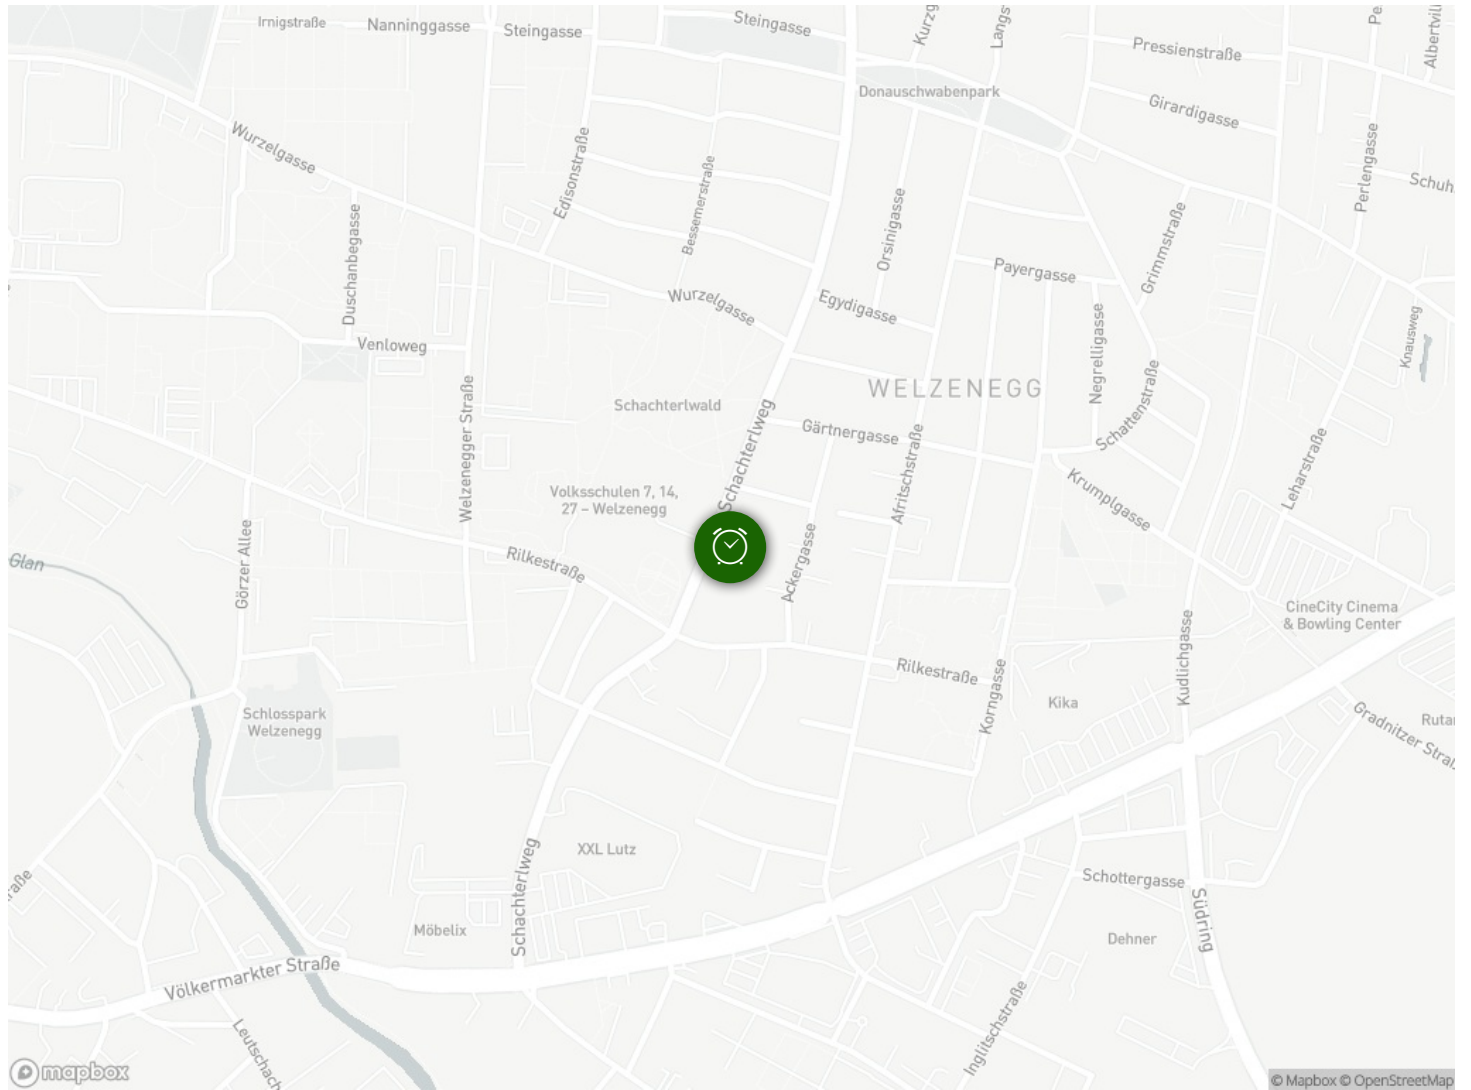 Irnigstraße
Nanninggasse
Steingasse
Steingasse
Kurzg
Langs
Pressienstraße
Pe
Albertvill
Donauschwabenpark
Girardigasse
Wurzelgasse
Edisonstraße
Bessemerstraße
Perlengasse
Schuh
Duschanbegasse
Orsinigasse
Grimmstraße
Payergasse
Wurzelgasse
Egydigasse
Venloweg
Negrelligasse
Knausweg
Schachterlwald
WELZENEGG
Welzenegger Straße
Schachterlweg
Gärtnergasse
Schattenstraße
Afritschstraße
Leharstraße
Krumplgasse
Volksschulen 7, 14,
27 – Welzenegg
Glan
Görzer Allee
Rilkestraße
Ackergasse
CineCity Cinema
& Bowling Center
Kudlichgasse
Rilkestraße
Korngasse
Kika
Schlosspark
Welzenegg
Gradnitzer Straß
Rutar
XXL Lutz
raße
Schachterlweg
Schottergasse
Möbelix
Südring
Dehner
Völkermarkter Straße
Inglitschstraße
Leutschach
mapbox
© Mapbox © OpenStreetMap